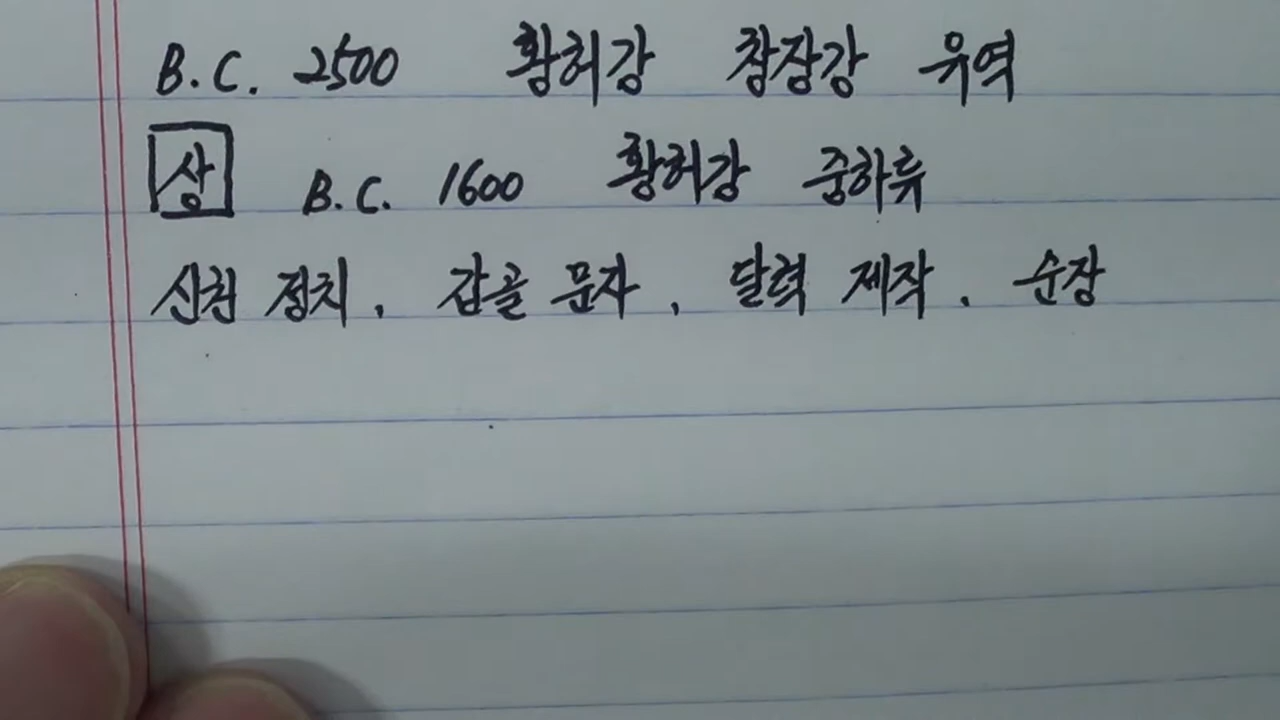 B.C. 2500 황허강 창장강 유역
상 B.C. 1600 황허강 중하류
신권 정치, 갑골 문자, 달력 제작, 순장